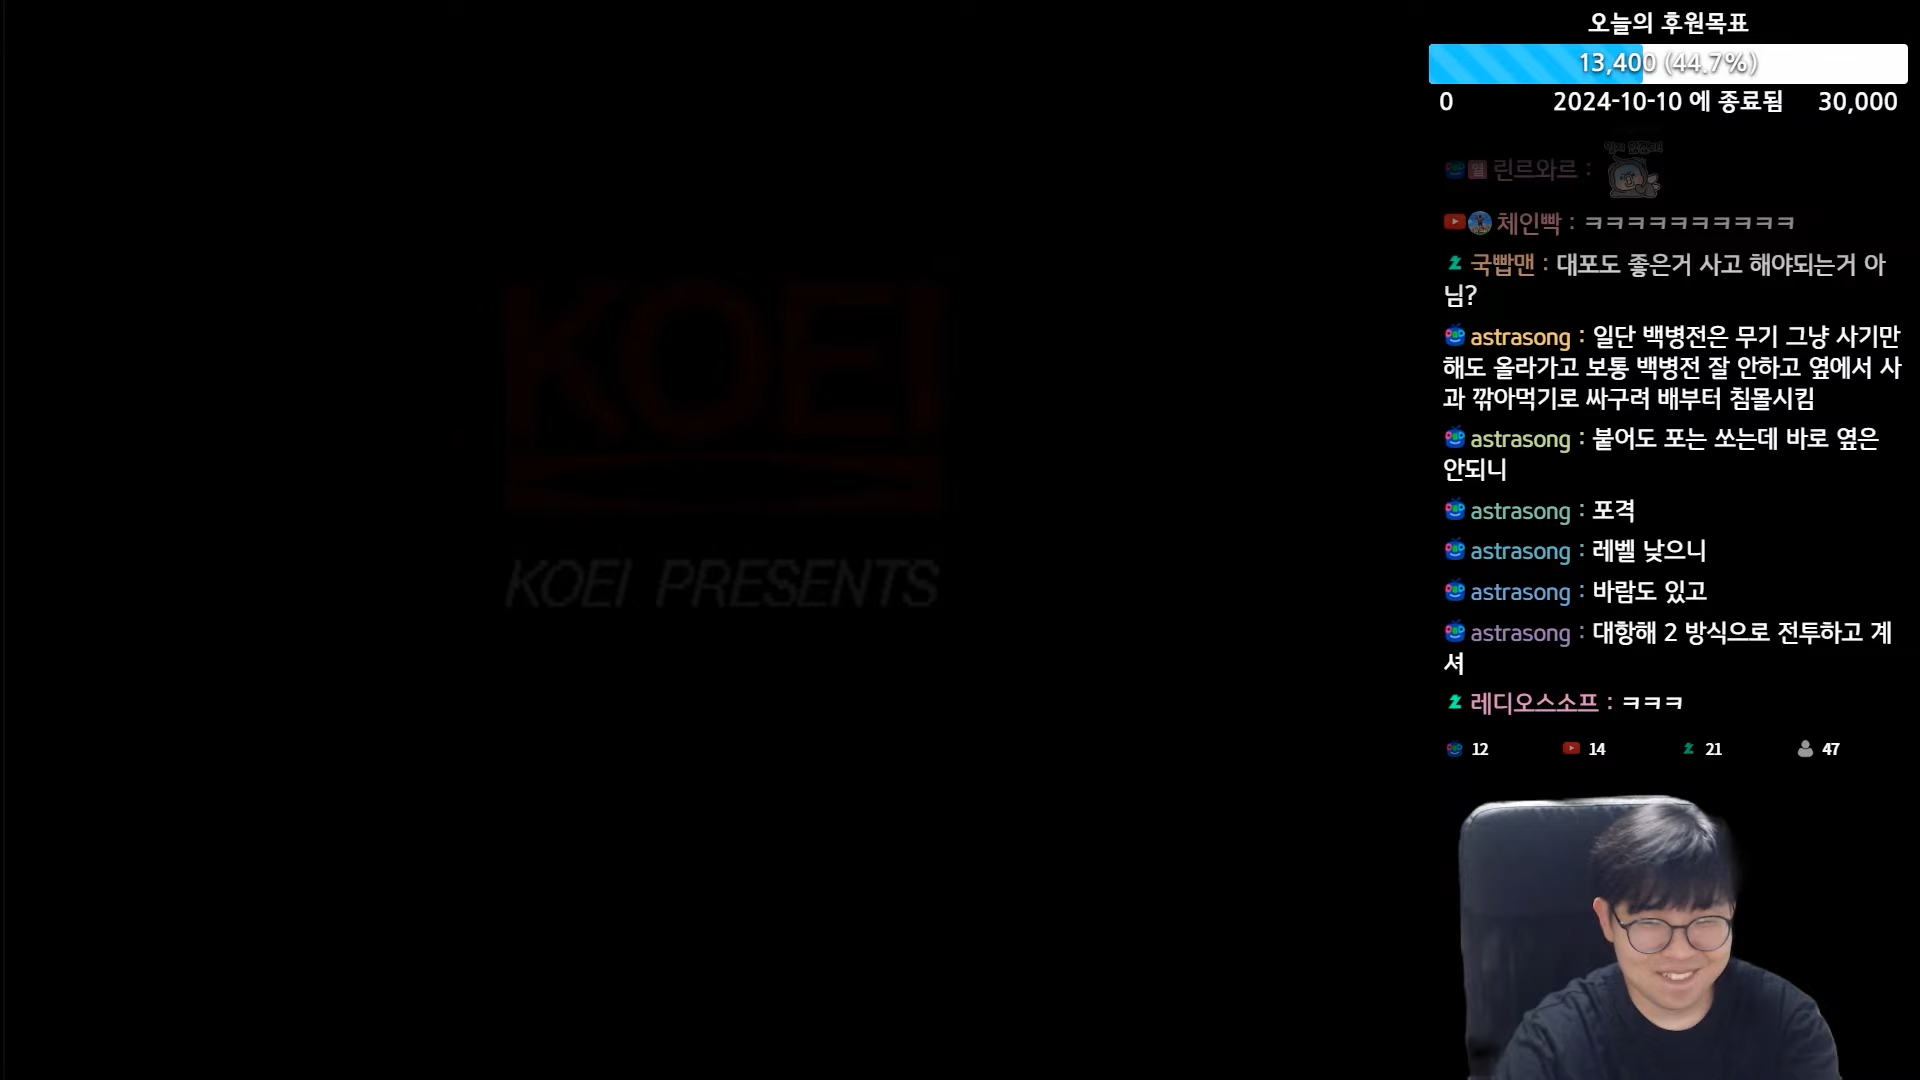 KOEI
KOEI PRESENTS
오늘의 후원목표
13,400 (44.7%)
0 2024-10-10 에 종료됨 30,000
열 린르와르 :
체인빡 : ㅋㅋㅋㅋㅋㅋㅋㅋㅋㅋ
국빱맨 : 대포도 좋은거 사고 해야되는거 아
님?
astrasong : 일단 백병전은 무기 그냥 사기만
해도 올라가고 보통 백병전 잘 안하고 옆에서 사
과 깎아먹기로 싸구려 배부터 침몰시킴
astrasong : 붙어도 포는 쏘는데 바로 옆은
안되니
astrasong : 포격
astrasong : 레벨 낮으니
astrasong : 바람도 있고
astrasong : 대항해 2 방식으로 전투하고 계
셔
레디오스소프 : ㅋㅋㅋ
12 14 21 47